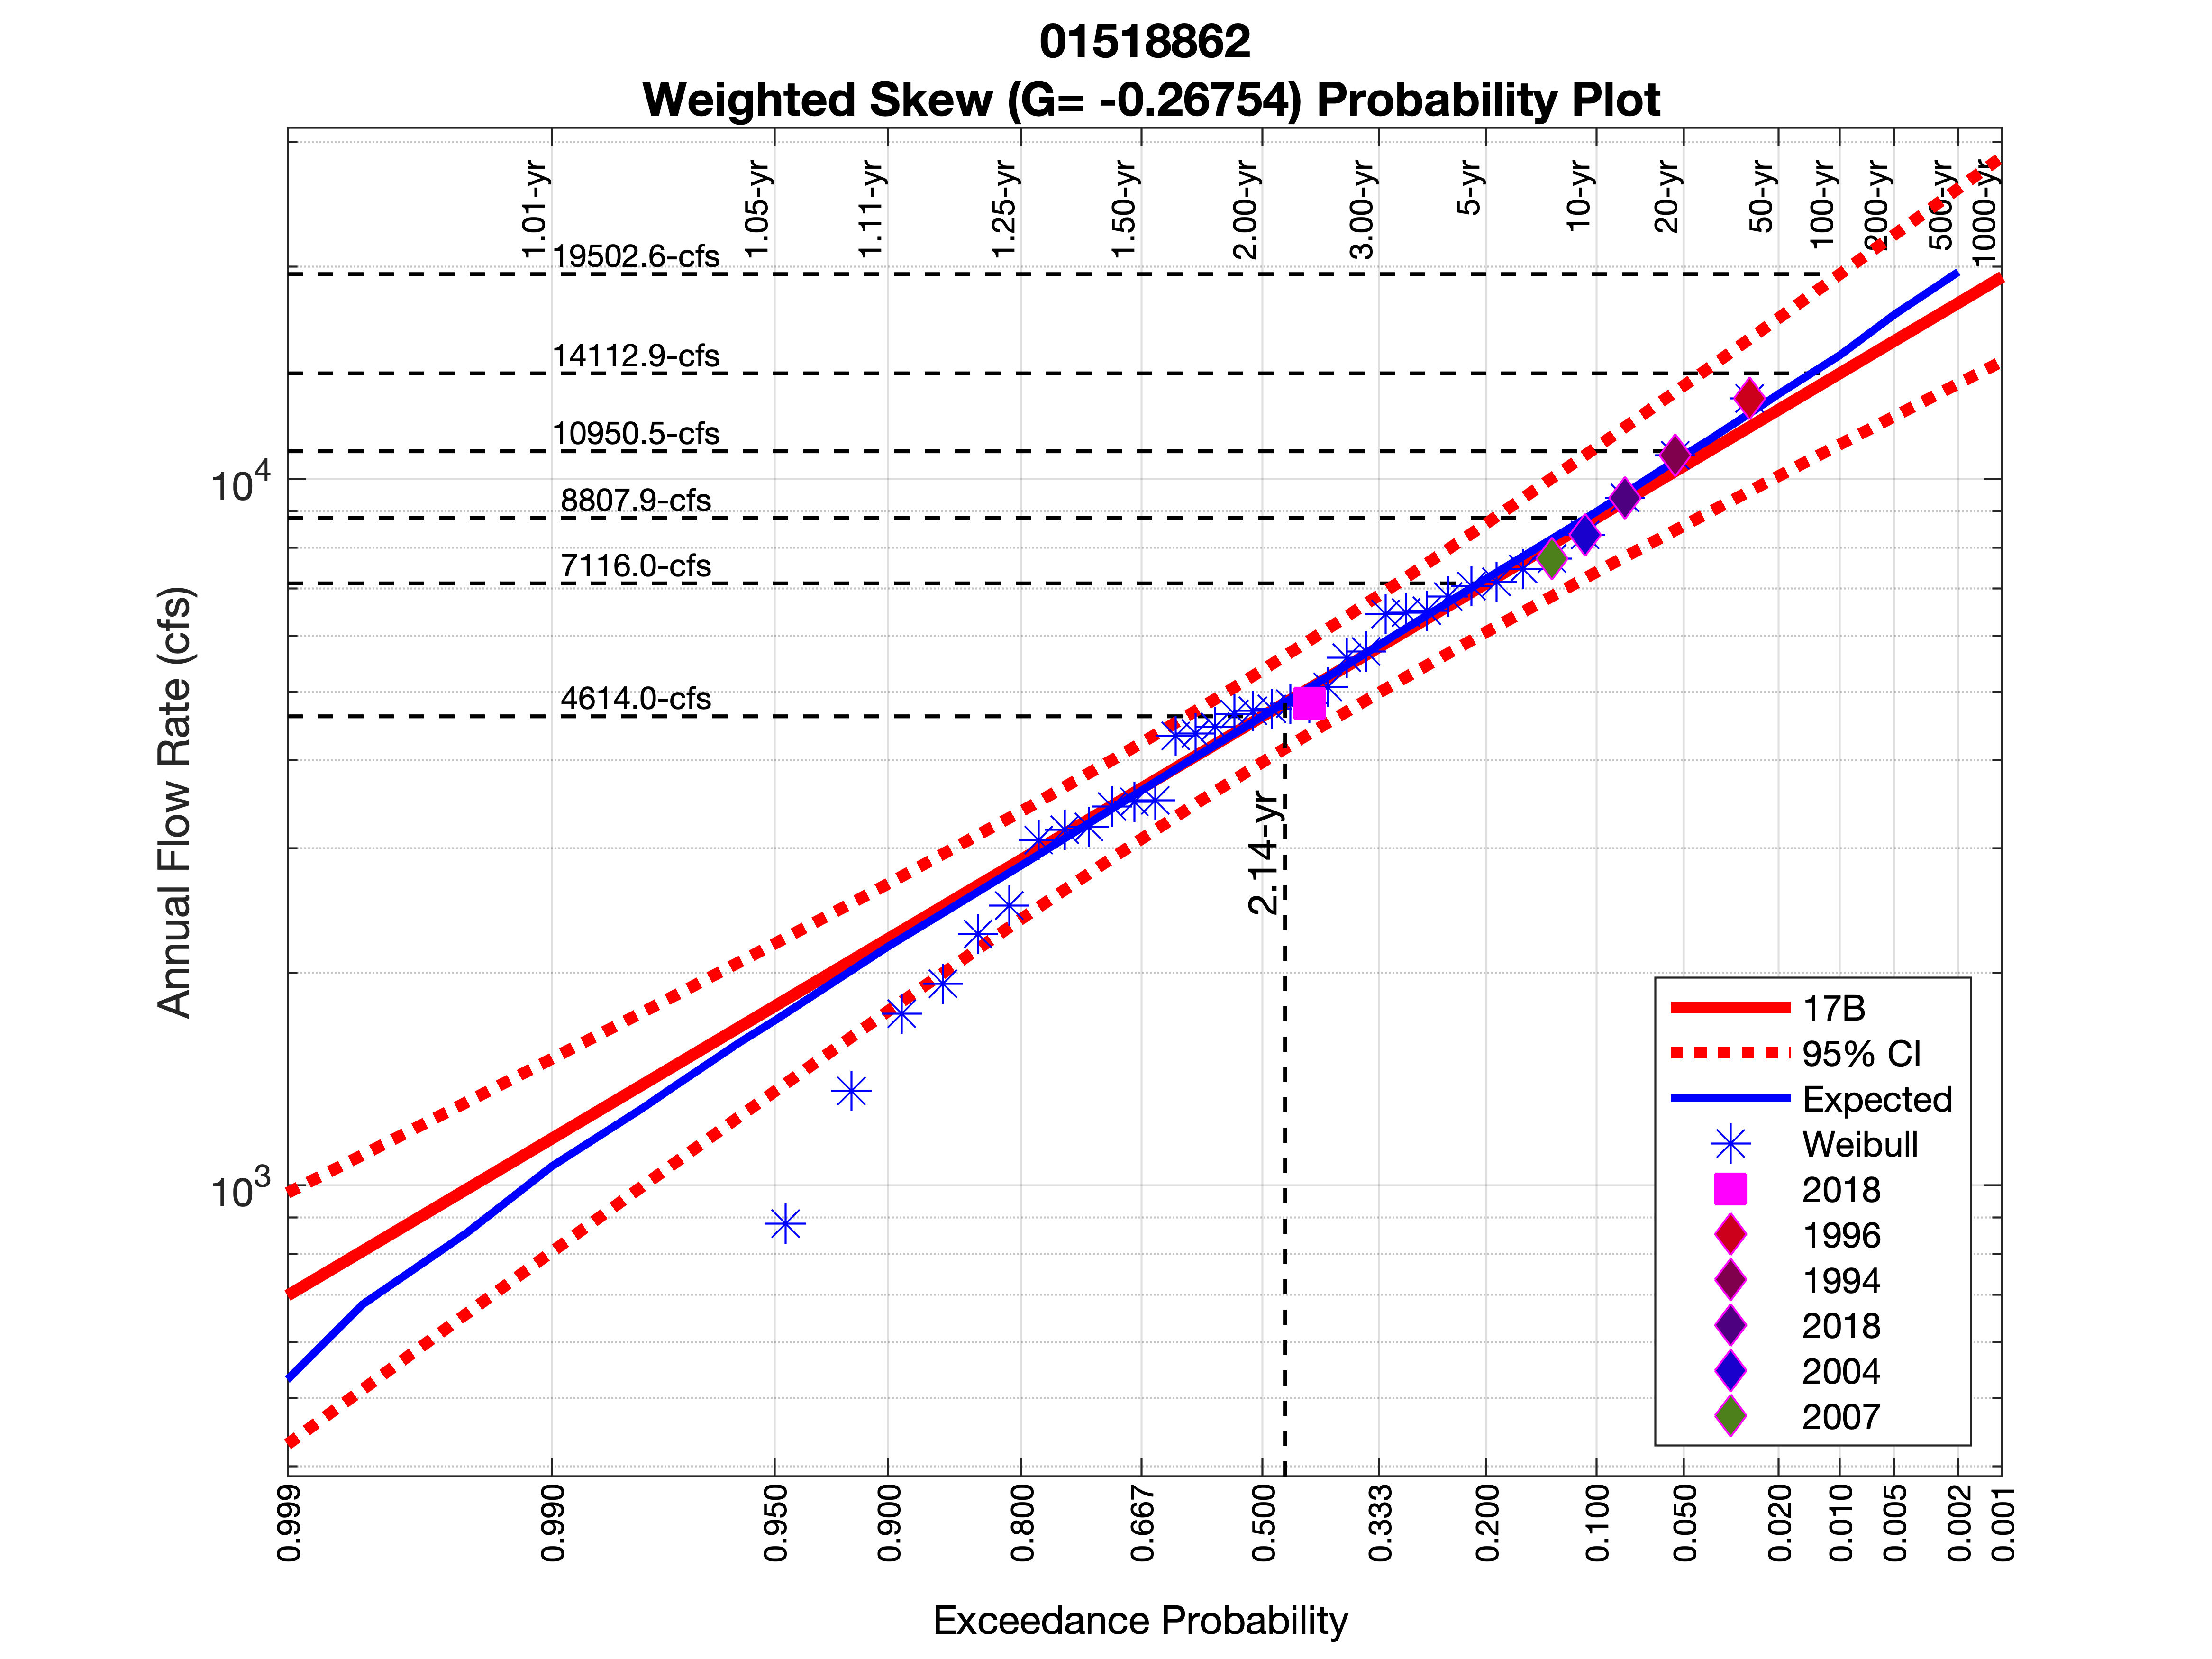 01518862
Weighted Skew (G= -0.26754) Probability Plot
1.01-yr
1.05-yr
1.11-yr
1.25-yr
1.50-yr
2.00-yr
3.00-yr
5-yr
10-yr
20-yr
50-yr
100-yr
200-yr
500-yr
1000-yr
19502.6-cfs
14112.9-cfs
10950.5-cfs
8807.9-cfs
7116.0-cfs
4614.0-cfs
2.14-yr
10^4
10^3
Annual Flow Rate (cfs)
17B
95% CI
Expected
Weibull
2018
1996
1994
2018
2004
2007
0.999
0.990
0.950
0.900
0.800
0.667
0.500
0.333
0.200
0.100
0.050
0.020
0.010
0.005
0.002
0.001
Exceedance Probability